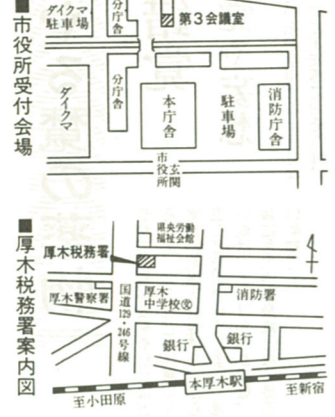 ■市役所受付会場
ダイクマ駐車場
分庁舎
第3会議室
ダイクマ
分庁舎
本庁舎
駐車場
消防庁舎
市役所玄関
■厚木税務署案内図
県央労働福祉会館
厚木税務署
厚木警察署
国道129・246号線
厚木中学校
消防署
銀行
銀行
本厚木駅
至小田原
至新宿